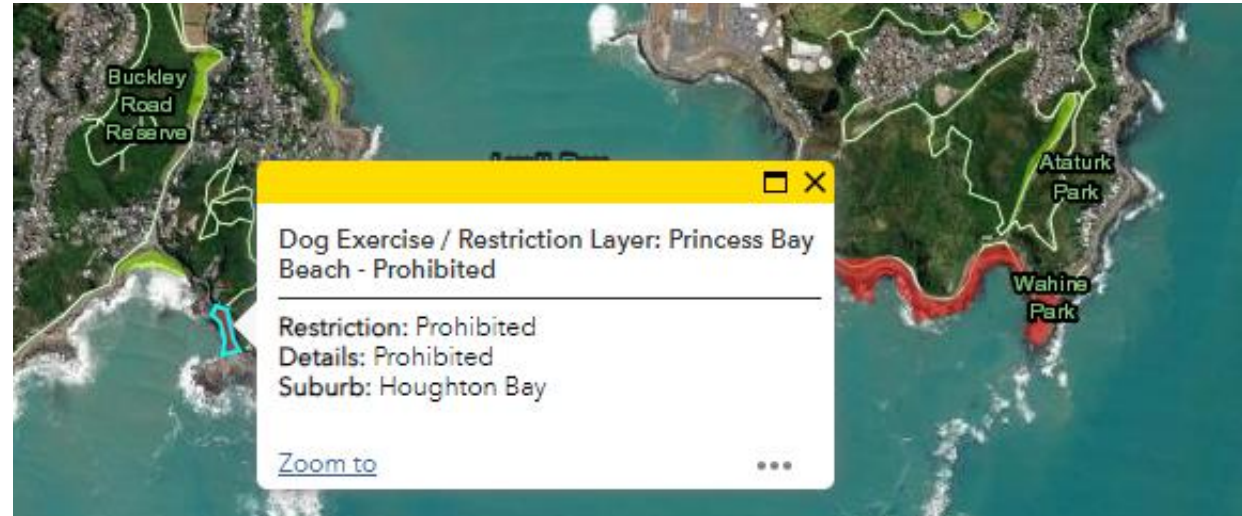 Buckley
Road
Reserve
Ataturk
Park
Dog Exercise / Restriction Layer: Princess Bay
Beach - Prohibited
Restriction: Prohibited
Details: Prohibited
Suburb: Houghton Bay
Wahine
Park
Zoom to